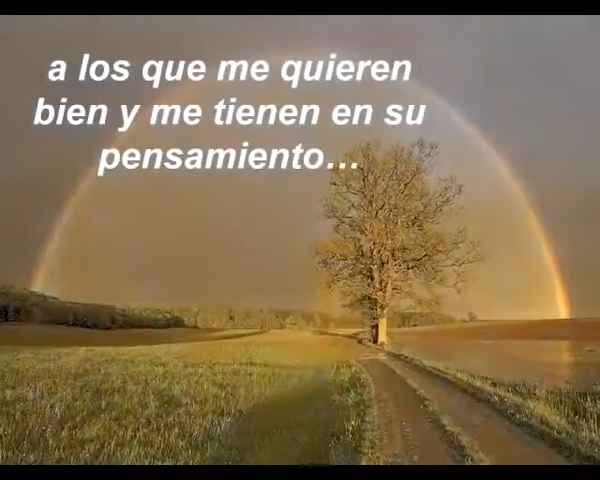 a los que me quieren
bien y me tienen en su
pensamiento…